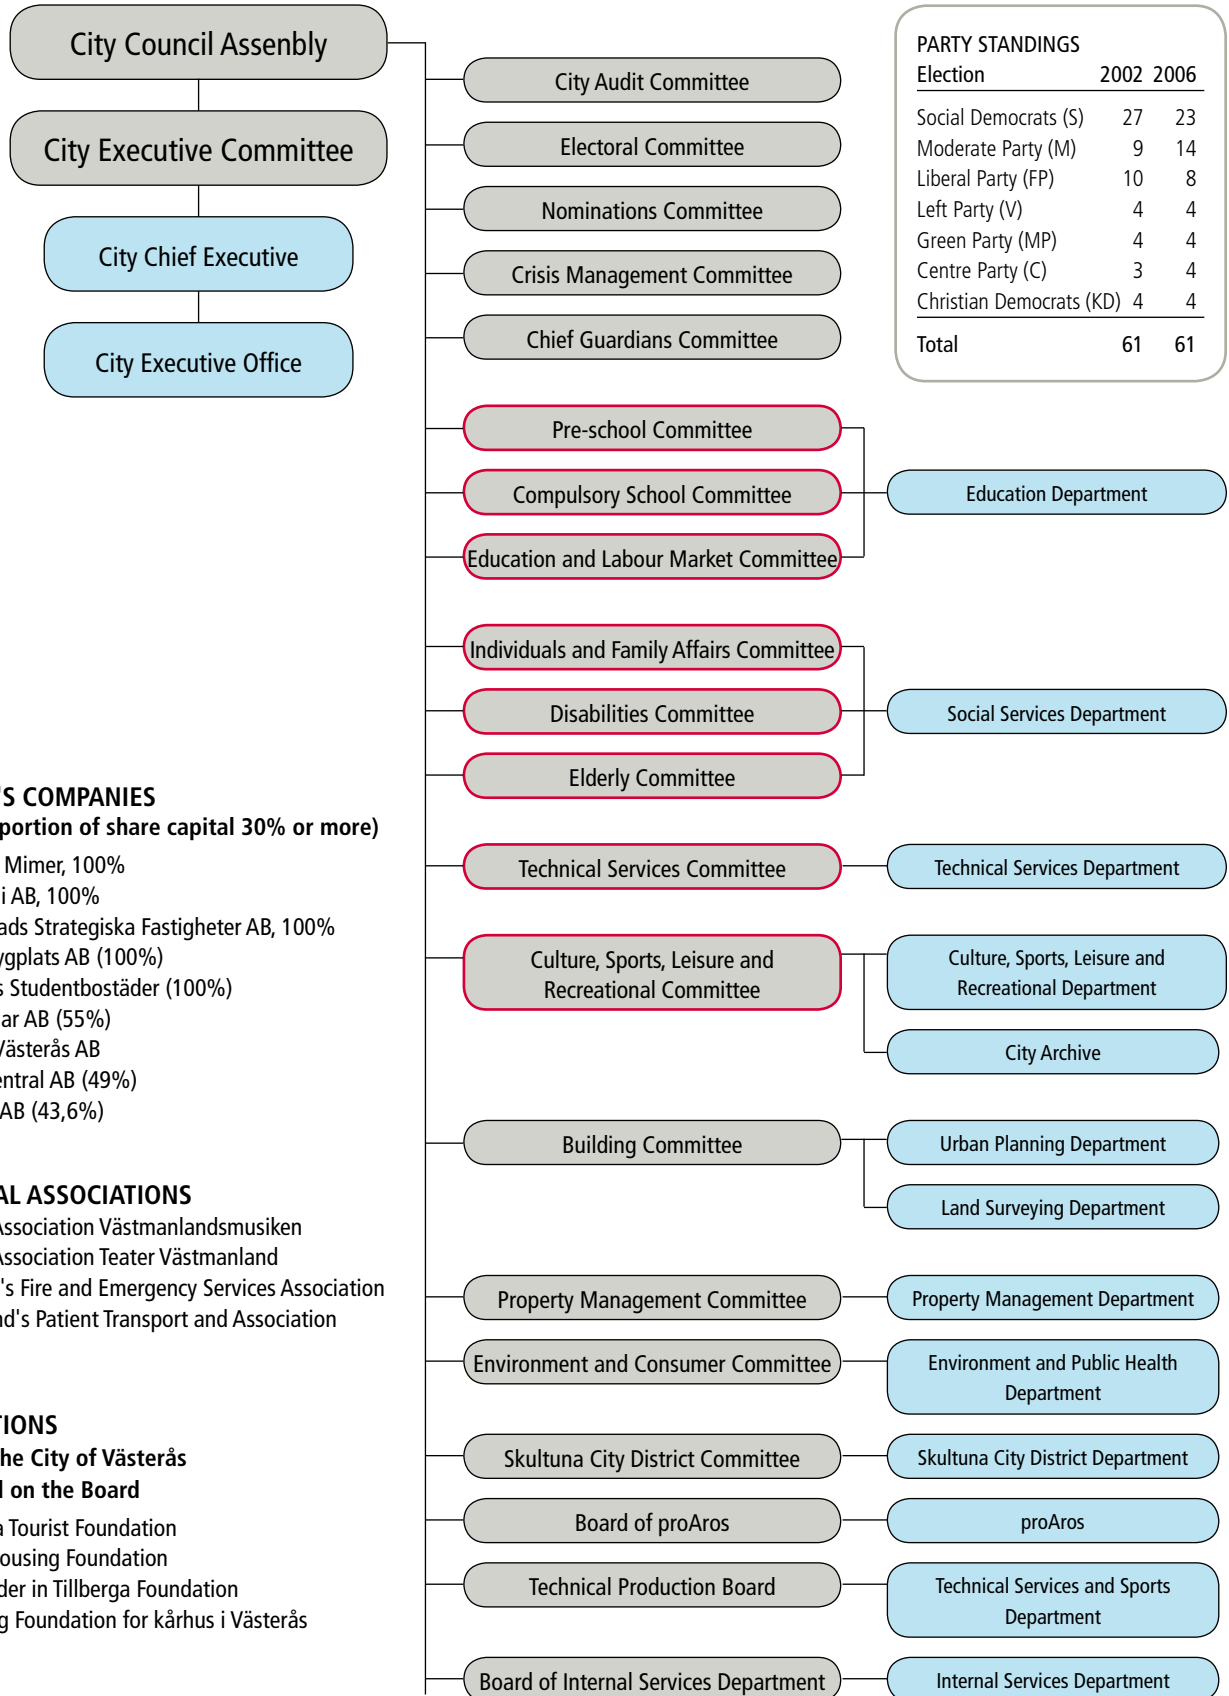 City Council Assenbly
City Executive Committee
City Chief Executive
City Executive Office
City Audit Committee
Electoral Committee
Nominations Committee
Crisis Management Committee
Chief Guardians Committee
Pre-school Committee
Compulsory School Committee
Education and Labour Market Committee
Education Department
Individuals and Family Affairs Committee
Disabilities Committee
Elderly Committee
Social Services Department
Technical Services Committee
Technical Services Department
Culture, Sports, Leisure and
Recreational Committee
Culture, Sports, Leisure and
Recreational Department
City Archive
Building Committee
Urban Planning Department
Land Surveying Department
Property Management Committee
Property Management Department
Environment and Consumer Committee
Environment and Public Health
Department
Skultuna City District Committee
Skultuna City District Department
Board of proAros
proAros
Technical Production Board
Technical Services and Sports
Department
Board of Internal Services Department
Internal Services Department
PARTY STANDINGS
Election 2002 2006
Social Democrats (S) 27 23
Moderate Party (M) 9 14
Liberal Party (FP) 10 8
Left Party (V) 4 4
Green Party (MP) 4 4
Centre Party (C) 3 4
Christian Democrats (KD) 4 4
Total 61 61
'S COMPANIES
portion of share capital 30% or more)
Mimer, 100%
i AB, 100%
ads Strategiska Fastigheter AB, 100%
ygplats AB (100%)
s Studentbostäder (100%)
ar AB (55%)
Västerås AB
entral AB (49%)
AB (43,6%)
AL ASSOCIATIONS
Association Västmanlandsmusiken
Association Teater Västmanland
's Fire and Emergency Services Association
nd's Patient Transport and Association
TIONS
he City of Västerås
d on the Board
a Tourist Foundation
ousing Foundation
der in Tillberga Foundation
g Foundation for kårhus i Västerås